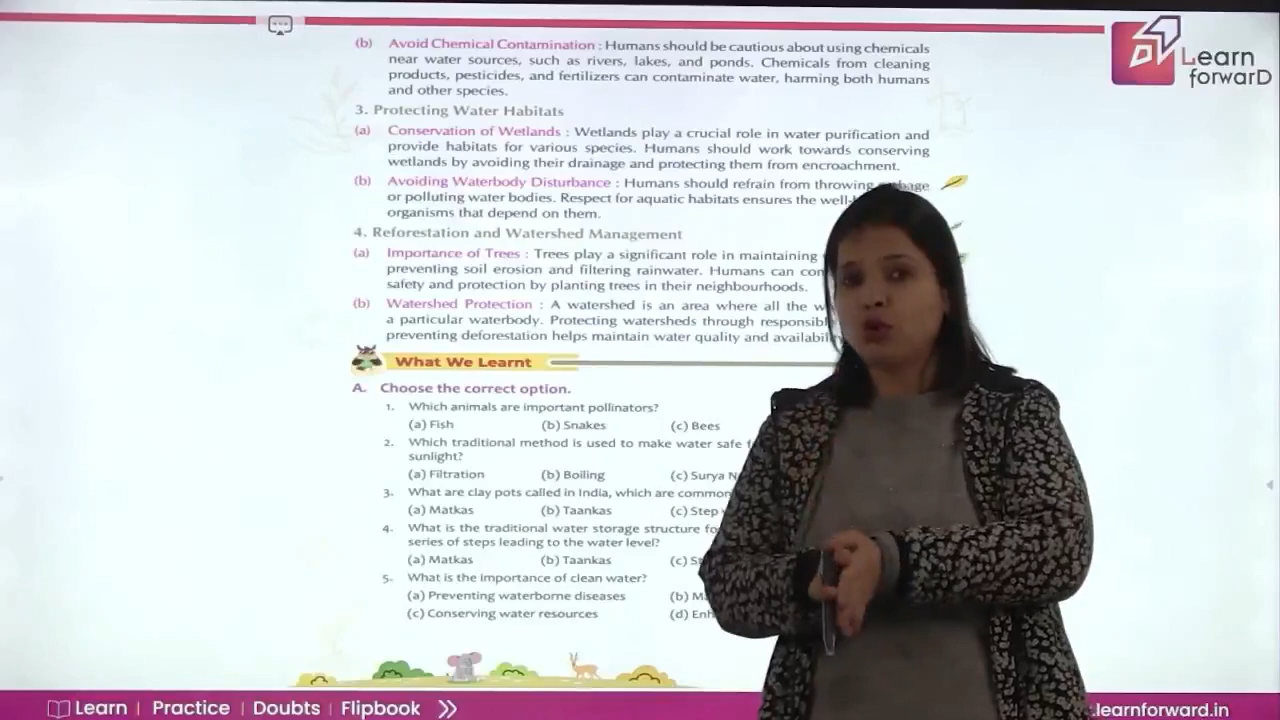 (b) Avoid Chemical Contamination : Humans should be cautious about using chemicals
near water sources, such as rivers, lakes, and ponds. Chemicals from cleaning
products, pesticides, and fertilizers can contaminate water, harming both humans
and other species.
Learn
forwarD
3. Protecting Water Habitats
(a) Conservation of Wetlands : Wetlands play a crucial role in water purification and
provide habitats for various species. Humans should work towards conserving
wetlands by avoiding their drainage and protecting them from encroachment.
(b) Avoiding Waterbody Disturbance : Humans should refrain from throwing
or polluting water bodies. Respect for aquatic habitats ensures the
organisms that depend on them.
4. Reforestation and Watershed Management
(a) Importance of Trees : Trees play a significant role in maintaining
preventing soil erosion and filtering rainwater. Humans can
safety and protection by planting trees in their neighbourhoods.
(b) Watershed Protection : A watershed is an area where all the
a particular waterbody. Protecting watersheds through
preventing deforestation helps maintain water quality and
What We Learnt
A. Choose the correct option.
1. Which animals are important pollinators?
(a) Fish (b) Snakes (c) Bees
2. Which traditional method is used to make water safe
sunlight?
(a) Filtration (b) Boiling (c) Surya
3. What are clay pots called in India, which are
(a) Matkas (b) Taankas (c) Step
4. What is the traditional water storage structure
series of steps leading to the water level?
(a) Matkas (b) Taankas (c)
5. What is the importance of clean water?
(a) Preventing waterborne diseases (b)
(c) Conserving water resources (d)
Learn | Practice | Doubts | Flipbook
.learnforward.in